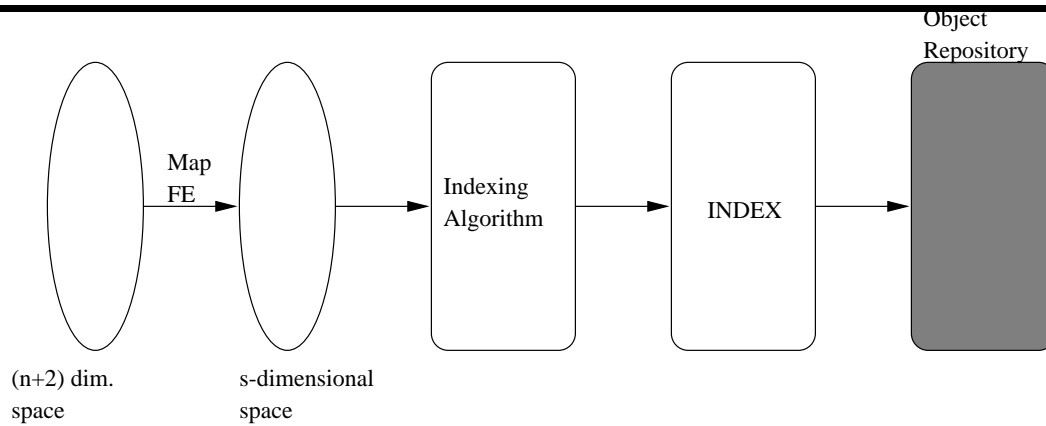 Object
Repository
Map
FE
Indexing
Algorithm
INDEX
(n+2) dim.
space
s-dimensional
space